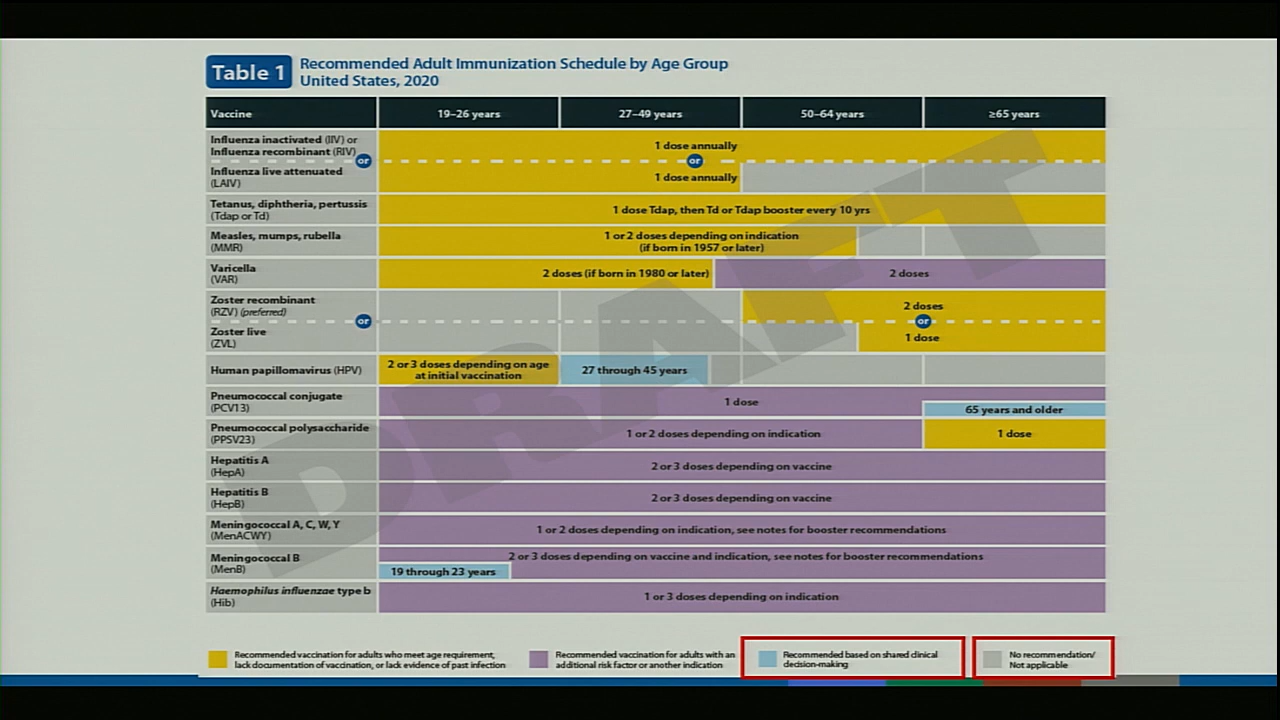 Table 1
Recommended Adult Immunization Schedule by Age Group
United States, 2020
Vaccine
19–26 years
27–49 years
50–64 years
≥65 years
Influenza inactivated (IIV) or
Influenza recombinant (RIV)
or
Influenza live attenuated
(LAIV)
1 dose annually
or
1 dose annually
Tetanus, diphtheria, pertussis
(Tdap or Td)
1 dose Tdap, then Td or Tdap booster every 10 yrs
Measles, mumps, rubella
(MMR)
1 or 2 doses depending on indication
(if born in 1957 or later)
Varicella
(VAR)
2 doses (if born in 1980 or later)
2 doses
Zoster recombinant
(RZV) (preferred)
or
Zoster live
(ZVL)
2 doses
or
1 dose
Human papillomavirus (HPV)
2 or 3 doses depending on age
at initial vaccination
27 through 45 years
Pneumococcal conjugate
(PCV13)
1 dose
65 years and older
Pneumococcal polysaccharide
(PPSV23)
1 or 2 doses depending on indication
1 dose
Hepatitis A
(HepA)
2 or 3 doses depending on vaccine
Hepatitis B
(HepB)
2 or 3 doses depending on vaccine
Meningococcal A, C, W, Y
(MenACWY)
1 or 2 doses depending on indication, see notes for booster recommendations
Meningococcal B
(MenB)
2 or 3 doses depending on vaccine and indication, see notes for booster recommendations
19 through 23 years
Haemophilus influenzae type b
(Hib)
1 or 3 doses depending on indication
DRAFT
Recommended vaccination for adults who meet age requirement,
lack documentation of vaccination, or lack evidence of past infection
Recommended vaccination for adults with an
additional risk factor or another indication
Recommended based on shared clinical
decision-making
No recommendation/
Not applicable